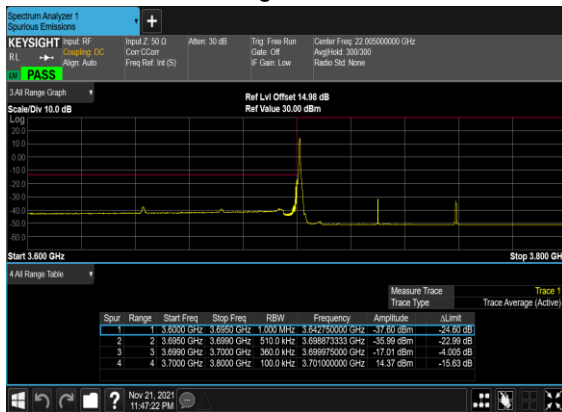 Spectrum Analyzer 1
Spurious Emissions
KEYSIGHT Input: RF Input Z: 50 Ω Atten: 30 dB Trig: Free Run Center Freq: 22.005000000 GHz
RL Coupling: DC Corr CCorr Gate: Off Avg|Hold: 300/300
Align: Auto Freq Ref: Int (S) IF Gain: Low Radio Std: None
PASS
3 All Range Graph
Ref Lvl Offset 14.98 dB
Scale/Div 10.0 dB Ref Value 30.00 dBm
Log
20.0
10.0
0.00
-10.0
-20.0
-30.0
-40.0
-50.0
-60.0
Start 3.600 GHz Stop 3.800 GH
4 All Range Table
Measure Trace Trace 1
Trace Type Trace Average (Active)
Spur Range Start Freq Stop Freq RBW Frequency Amplitude ΔLimit
1 1 3.6000 GHz 3.6950 GHz 1.000 MHz 3.642750000 GHz -37.60 dBm -24.60 dB
2 2 3.6950 GHz 3.6990 GHz 510.0 kHz 3.698873333 GHz -35.99 dBm -22.99 dB
3 3 3.6990 GHz 3.7000 GHz 360.0 kHz 3.699975000 GHz -17.01 dBm -4.005 dB
4 4 3.7000 GHz 3.8000 GHz 100.0 kHz 3.701000000 GHz 14.37 dBm -15.63 dB
? Nov 21, 2021
11:47:22 PM